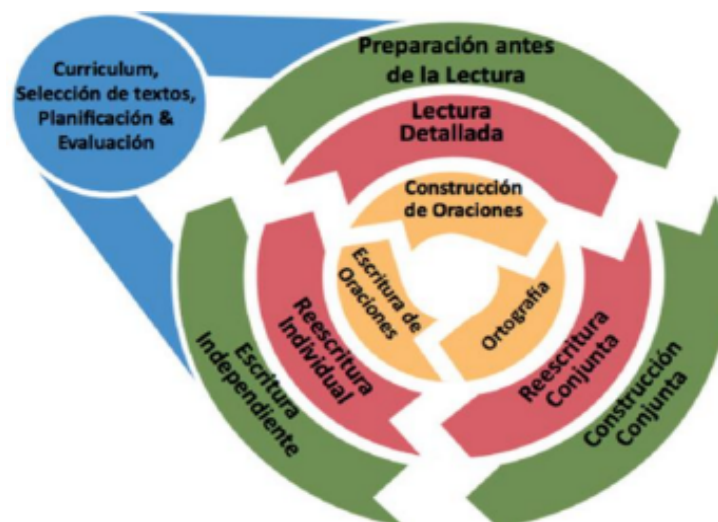 Curriculum,
Selección de textos,
Planificación &
Evaluación
Preparación antes
de la Lectura
Lectura
Detallada
Construcción
de Oraciones
Escritura de
Oraciones
Ortografía
Reescritura
Individual
Reescritura
Conjunta
Escritura
Independiente
Construcción
Conjunta